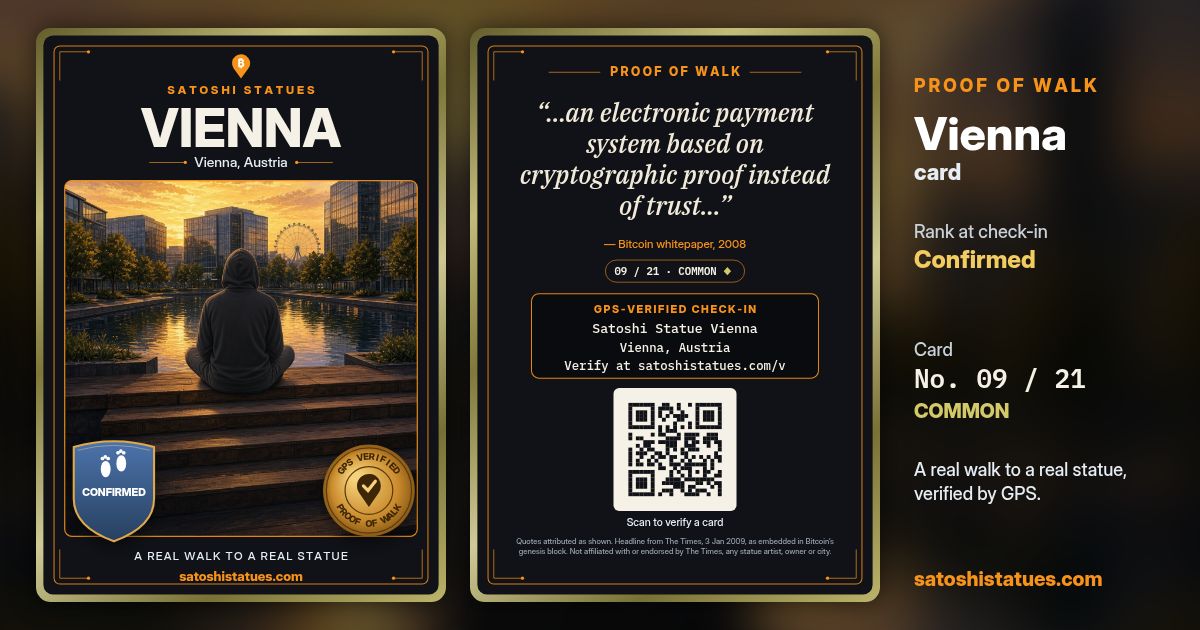 SATOSHI STATUES
VIENNA
Vienna, Austria
CONFIRMED
GPS VERIFIED
PROOF OF WALK
A REAL WALK TO A REAL STATUE
satoshistatues.com
PROOF OF WALK
“...an electronic payment
system based on
cryptographic proof instead
of trust...”
— Bitcoin whitepaper, 2008
09 / 21 · COMMON ◆
GPS-VERIFIED CHECK-IN
Satoshi Statue Vienna
Vienna, Austria
Verify at satoshistatues.com/v
Scan to verify a card
Quotes attributed as shown. Headline from The Times, 3 Jan 2009, as embedded in Bitcoin's
genesis block. Not affiliated with or endorsed by The Times, any statue artist, owner or city.
PROOF OF WALK
Vienna
card
Rank at check-in
Confirmed
Card
No. 09 / 21
COMMON
A real walk to a real statue,
verified by GPS.
satoshistatues.com